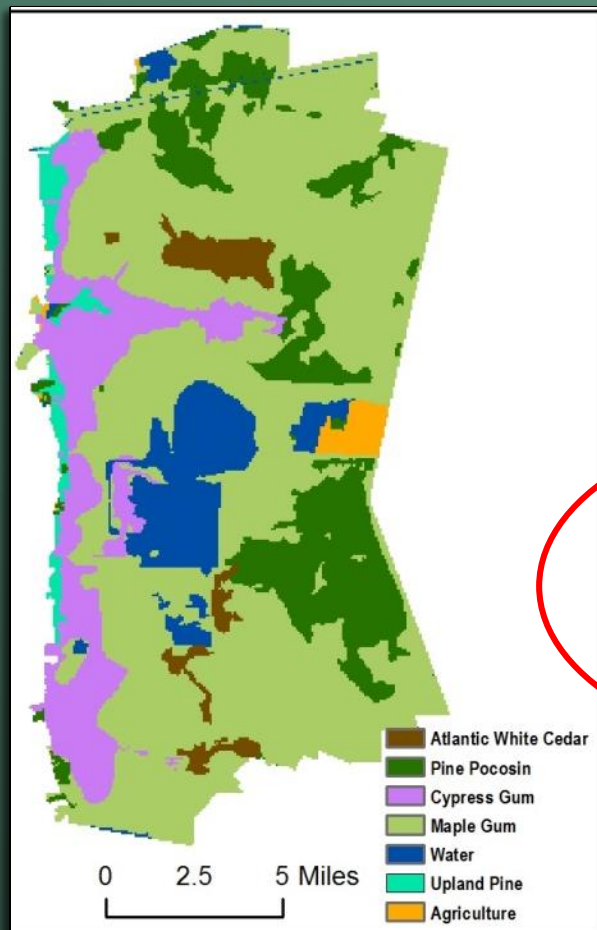 Atlantic White Cedar
Pine Pocosin
Cypress Gum
Maple Gum
Water
Upland Pine
Agriculture
0 2.5 5 Miles